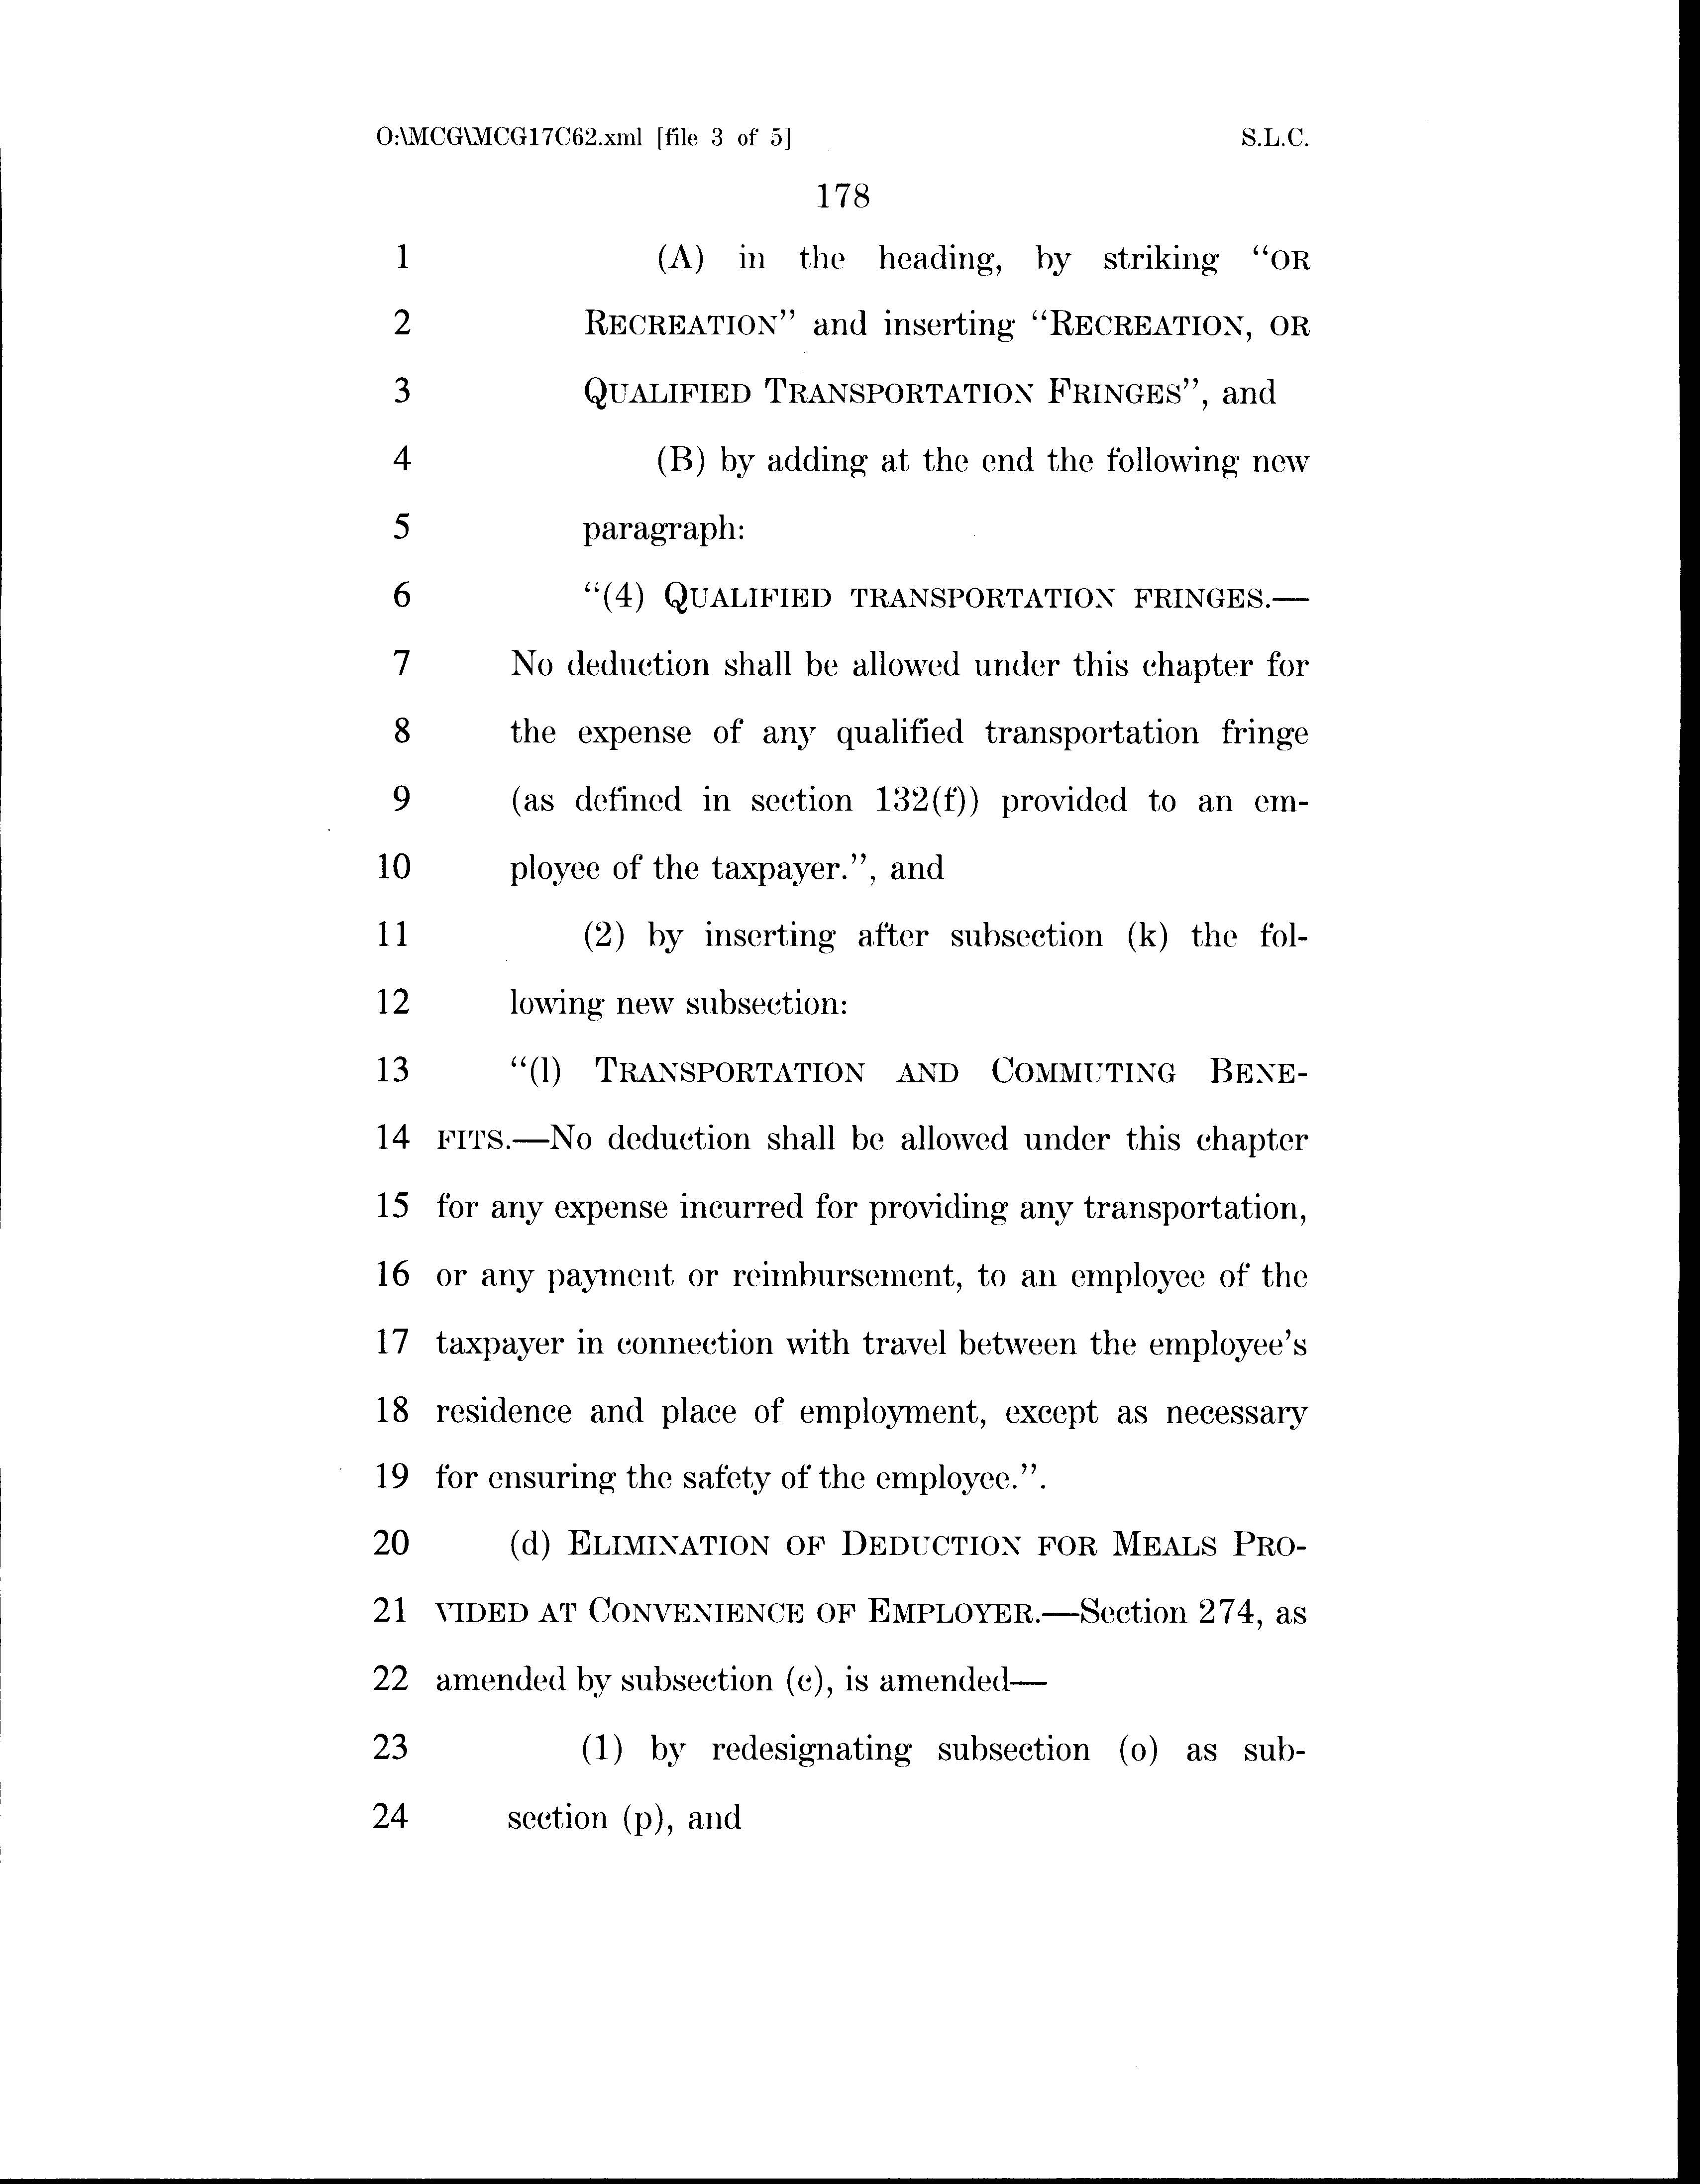 O:\MCG\MCG17C62.xml [file 3 of 5] S.L.C.
178
1 (A) in the heading, by striking “OR
2 RECREATION” and inserting “RECREATION, OR
3 QUALIFIED TRANSPORTATION FRINGES”, and
4 (B) by adding at the end the following new
5 paragraph:
6 “(4) QUALIFIED TRANSPORTATION FRINGES.—
7 No deduction shall be allowed under this chapter for
8 the expense of any qualified transportation fringe
9 (as defined in section 132(f)) provided to an em-
10 ployee of the taxpayer.”, and
11 (2) by inserting after subsection (k) the fol-
12 lowing new subsection:
13 “(l) TRANSPORTATION AND COMMUTING BENE-
14 FITS.—No deduction shall be allowed under this chapter
15 for any expense incurred for providing any transportation,
16 or any payment or reimbursement, to an employee of the
17 taxpayer in connection with travel between the employee’s
18 residence and place of employment, except as necessary
19 for ensuring the safety of the employee.”.
20 (d) ELIMINATION OF DEDUCTION FOR MEALS PRO-
21 VIDED AT CONVENIENCE OF EMPLOYER.—Section 274, as
22 amended by subsection (c), is amended—
23 (1) by redesignating subsection (o) as sub-
24 section (p), and